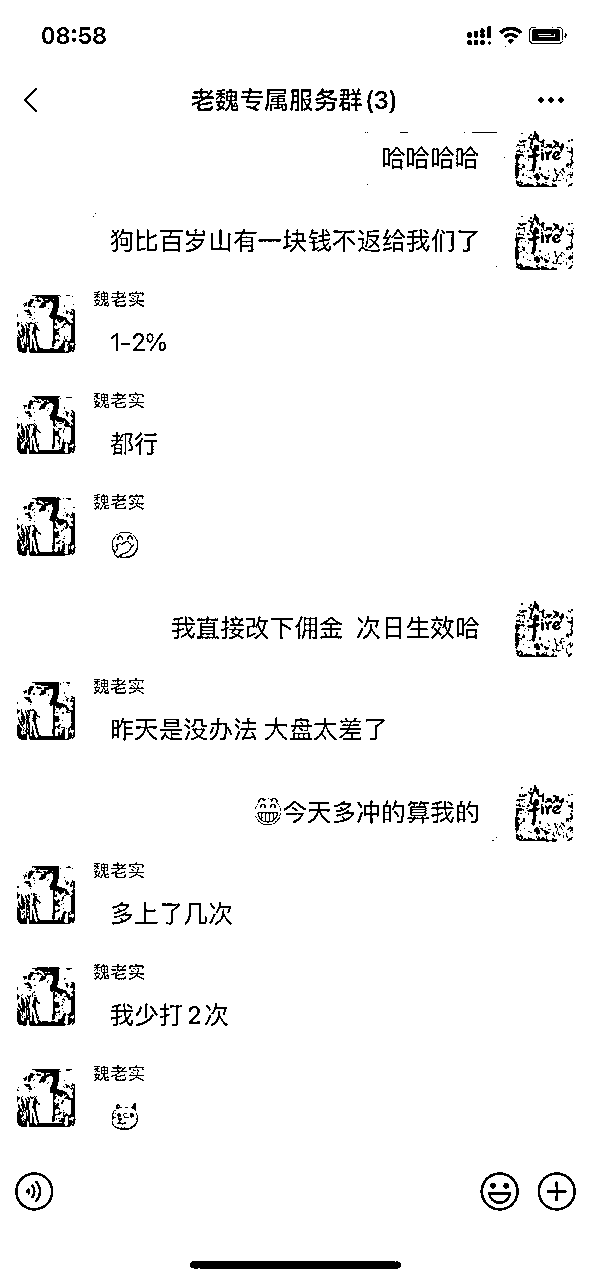 08:58
老魏专属服务群(3)
哈哈哈哈
fire
狗比百岁山有一块钱不返给我们了
fire
魏老实
1-2%
魏老实
都行
魏老实
我直接改下佣金 次日生效哈
fire
魏老实
昨天是没办法 大盘太差了
😁今天多冲的算我的
fire
魏老实
多上了几次
魏老实
我少打2次
魏老实